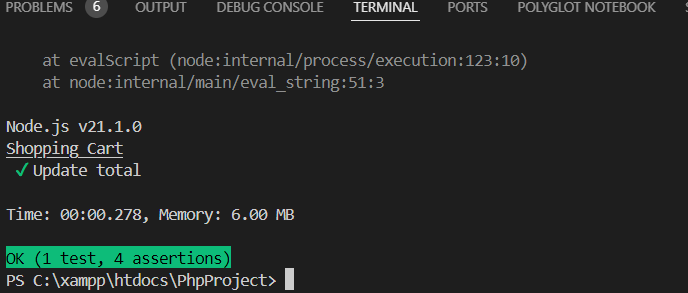 PROBLEMS 6 OUTPUT DEBUG CONSOLE TERMINAL PORTS POLYGLOT NOTEBOOK
at evalScript (node:internal/process/execution:123:10)
at node:internal/main/eval_string:51:3
Node.js v21.1.0
Shopping Cart
✓ Update total
Time: 00:00.278, Memory: 6.00 MB
OK (1 test, 4 assertions)
PS C:\xampp\htdocs\PhpProject>